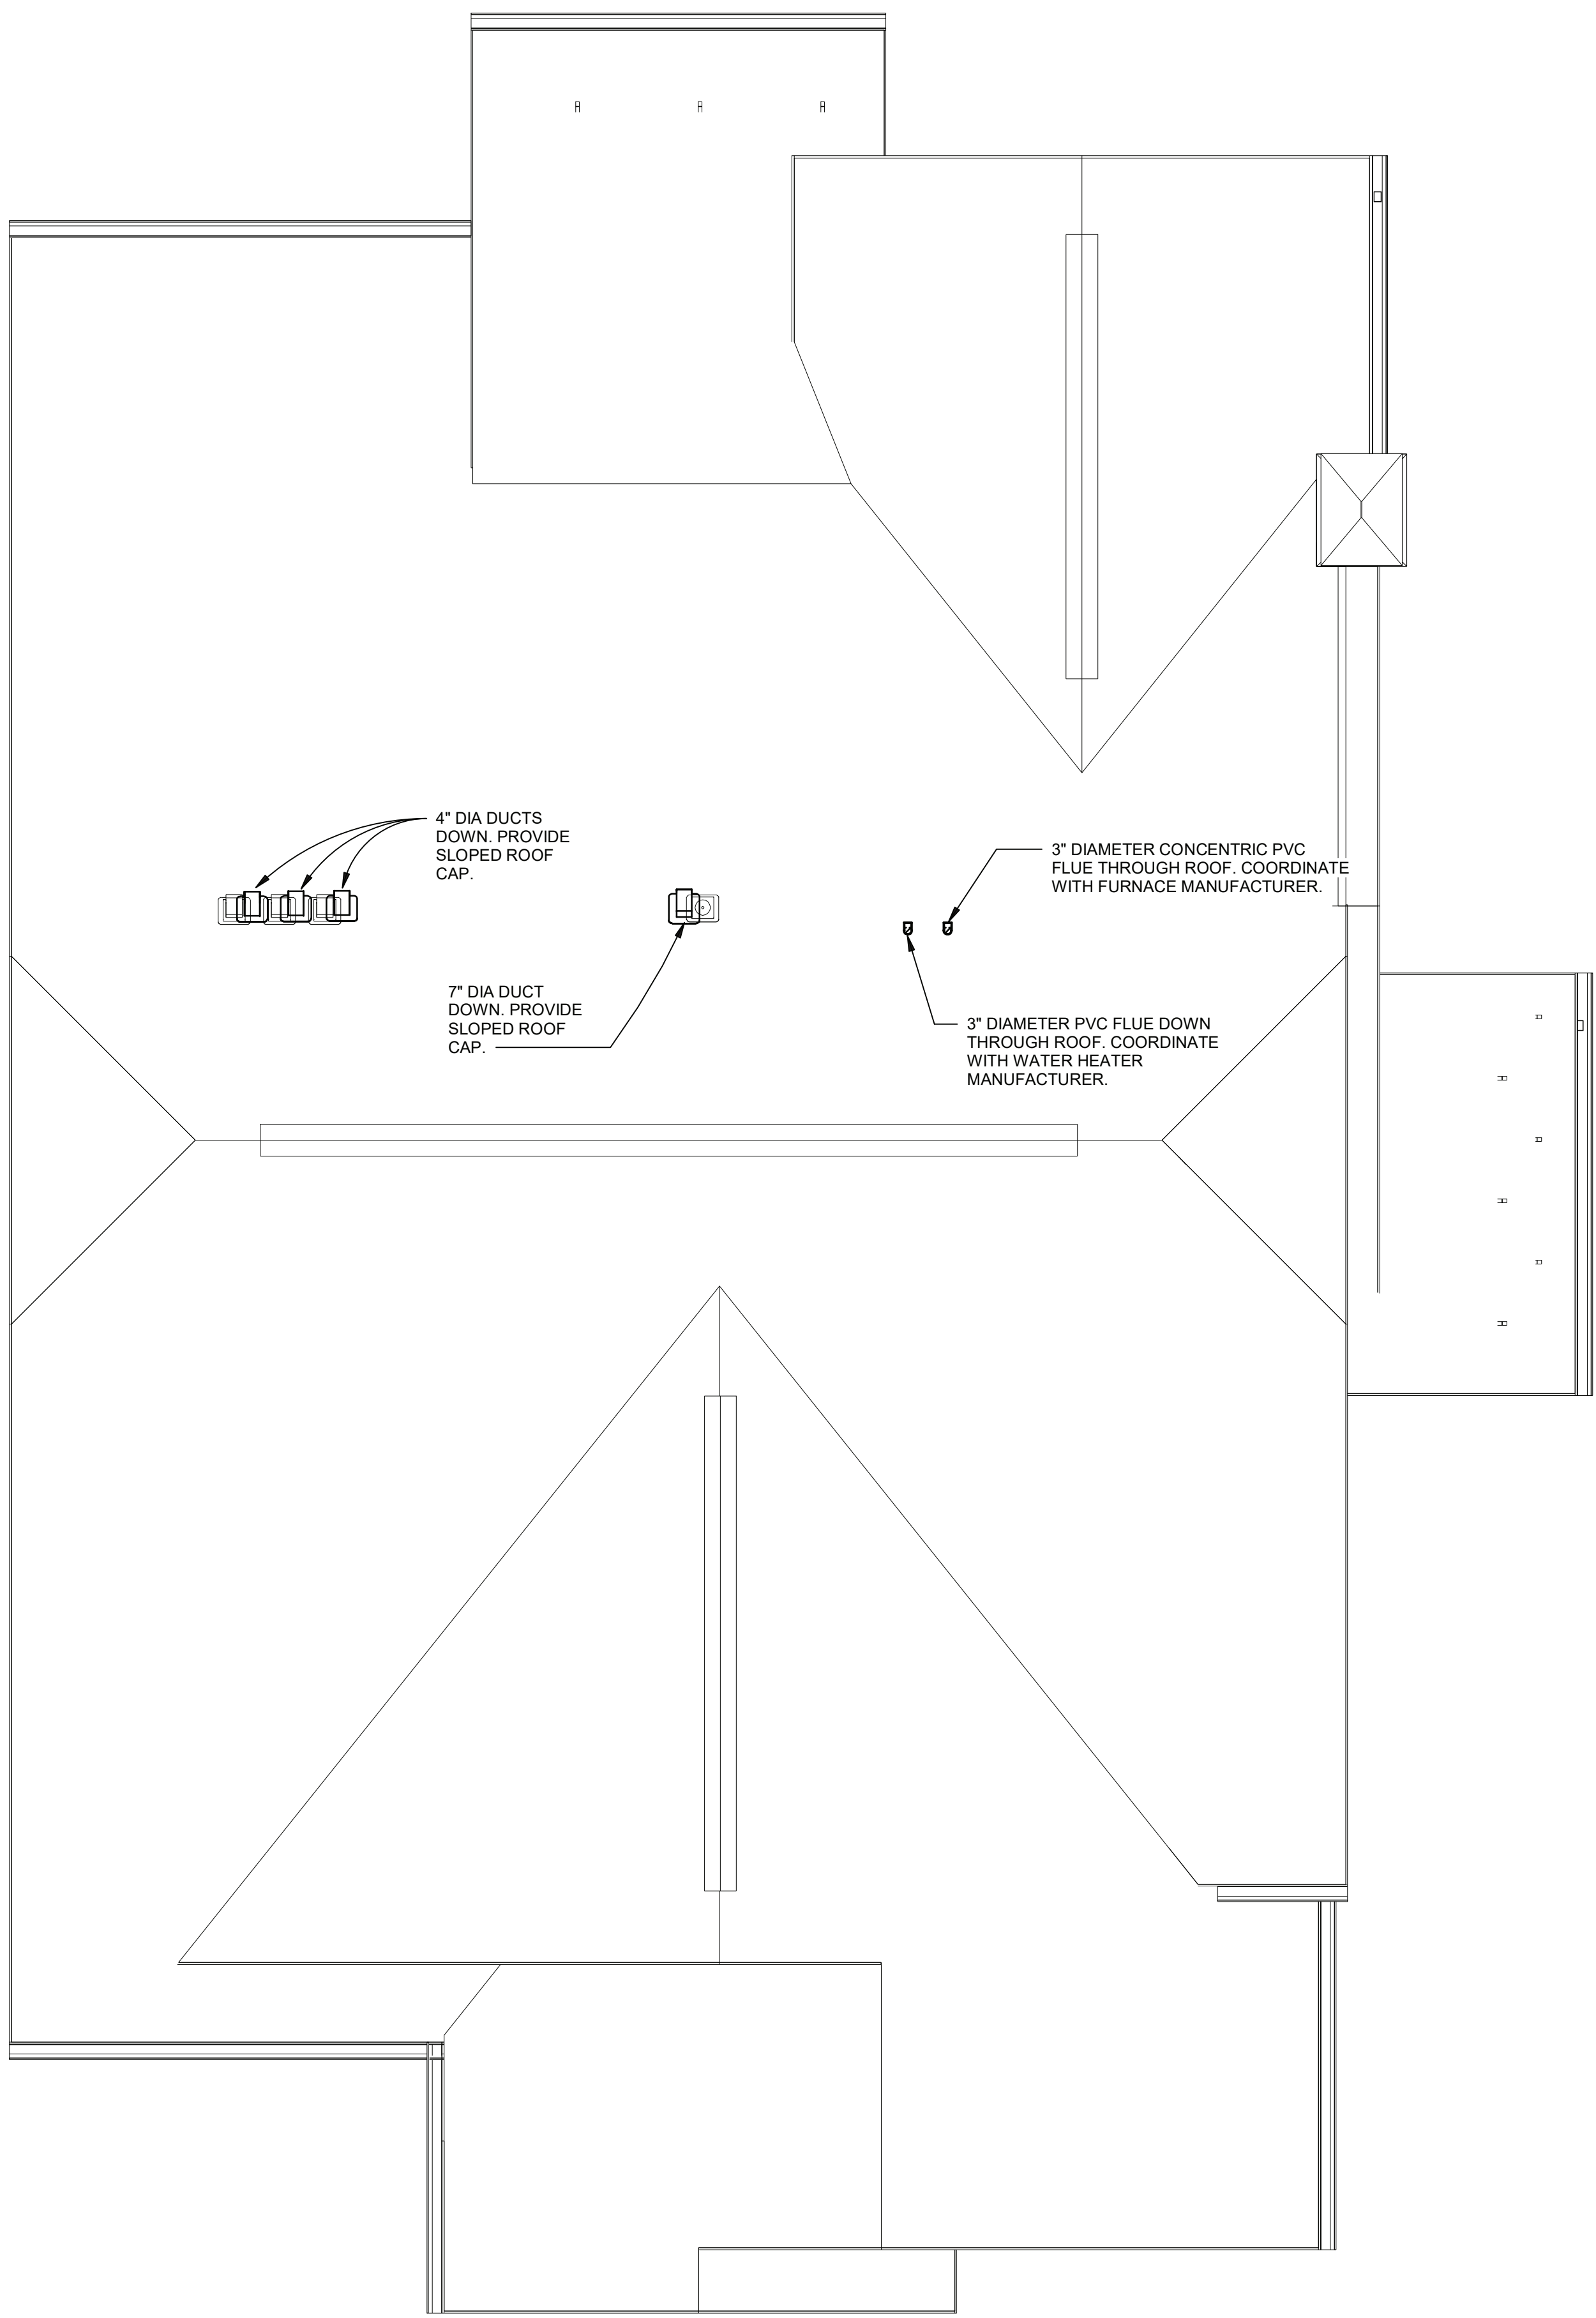 4" DIA DUCTS
DOWN. PROVIDE
SLOPED ROOF
CAP.
3" DIAMETER CONCENTRIC PVC
FLUE THROUGH ROOF. COORDINATE
WITH FURNACE MANUFACTURER.
7" DIA DUCT
DOWN. PROVIDE
SLOPED ROOF
CAP.
3" DIAMETER PVC FLUE DOWN
THROUGH ROOF. COORDINATE
WITH WATER HEATER
MANUFACTURER.